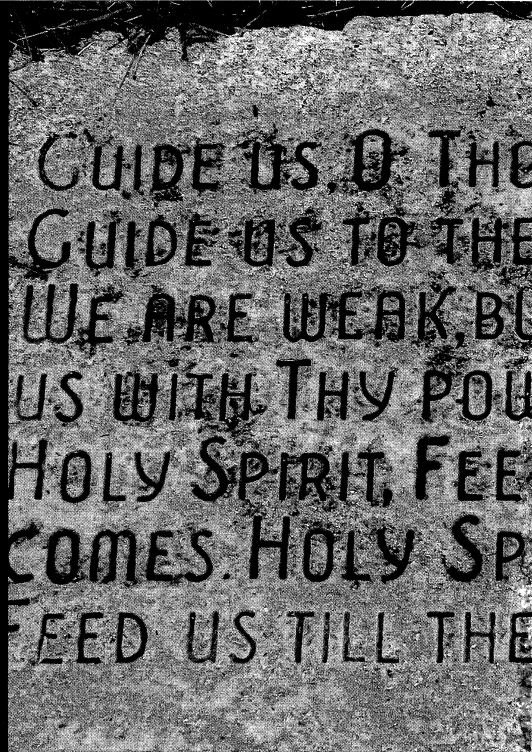 GUIDE US, O THO
GUIDE US TO THE
WE ARE WEAK, BU
US WITH THY POW
HOLY SPIRIT, FEE
COMES. HOLY SP
FEED US TILL THE